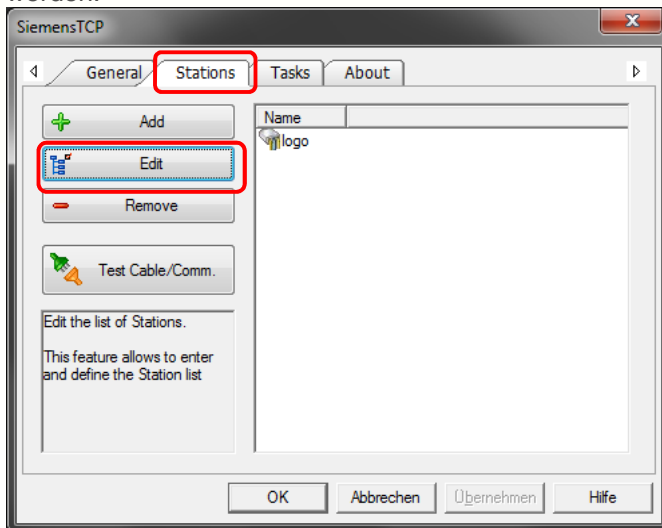 werden.
SiemensTCP
General Stations Tasks About
Add
Edit
Remove
Test Cable/Comm.
Edit the list of Stations.
This feature allows to enter
and define the Station list
Name
logo
OK Abbrechen Übernehmen Hilfe